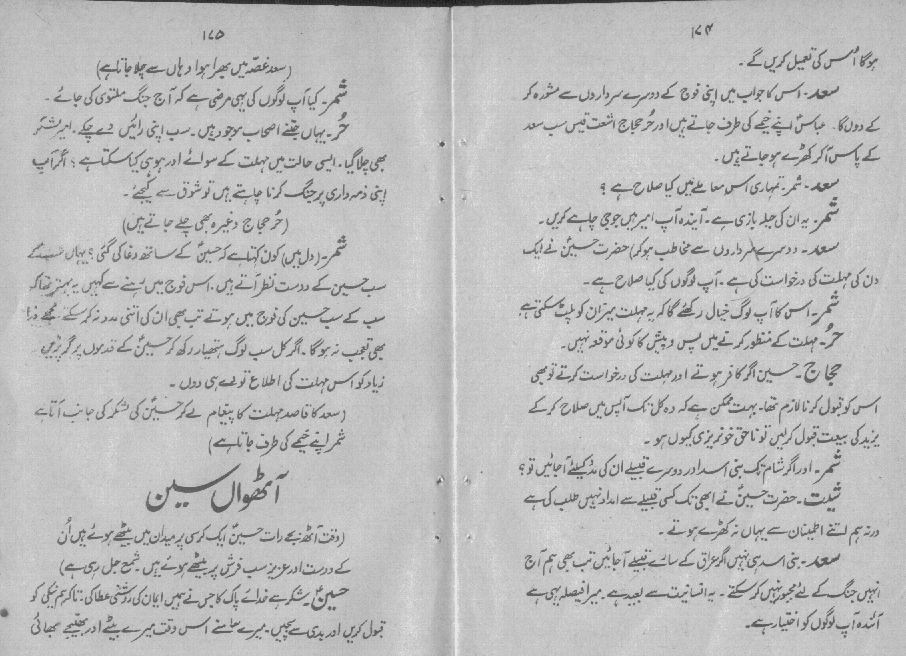 ۱۷۴
ہوگا اُس کی تعمیل کریں گے۔
سعد۔ اس کا جواب میں اپنی فوج کے دوسرے سرداروں سے مشورہ کر
کے دوں گا۔ عباسؑ اپنے خیمے کی طرف جاتے ہیں اور حُر حجاج اشعث قیس سب سعد
کے پاس آ کر کھڑے ہو جاتے ہیں۔
سعد۔ شمر۔ تمہاری اس معاملے میں کیا صلاح ہے ؟
شمر۔ یہ ان کی حیلہ بازی ہے۔ آیندہ آپ امیر ہیں جو جی چاہے کریں۔
سعد۔ دوسرے سرداروں سے مخاطب ہو کر) حضرت حسینؑ نے ایک
دن کی مہلت کی درخواست کی ہے۔ آپ لوگوں کی کیا صلاح ہے۔
شمر۔ اس کا آپ لوگ خیال رکھئے گا کہ یہ مہلت میزان کو پلٹ سکتی ہے
حُر۔ مہلت کے منظور کرنے میں پس و پیش کا کوئی موقعہ نہیں۔
حجاج۔ حسین اگر کافر ہوتے اور مہلت کی درخواست کرتے تو بھی
اس کو قبول کرنا لازم تھا۔ بہت ممکن ہے کہ وہ کل تک آپس میں صلاح کر کے
یزید کی بیعت قبول کر لیں تو ناحق خونریزی کیوں ہو۔
شمر۔ اور اگر شام تک بنی اسد اور دوسرے قبیلے ان کی مدد کیلئے آ جائیں تو؟
شیث۔ حضرت حسینؑ نے ابھی تک کسی قبیلے سے امداد نہیں طلب کی ہے
ورنہ ہم اتنے اطمینان سے یہاں نہ کھڑے ہوتے۔
سعد۔ بنی اسد ہی نہیں اگر عراق کے سارے قبیلے آ جائیں تب بھی ہم آج
انہیں جنگ کے لئے مجبور نہیں کر سکتے۔ یہ انسانیت سے بعید ہے۔ میرا فیصلہ یہی ہے
آئندہ آپ لوگوں کو اختیار ہے۔
۱۷۵
(سعد غصّہ میں بھرا ہوا وہاں سے چلا جاتا ہے)
شمر۔ کیا آپ لوگوں کی یہی مرضی ہے کہ آج جنگ ملتوی کی جائے۔
حُر۔ یہاں جتنے اصحاب موجود ہیں۔ سب اپنی رائیں دے چکے۔ امیر لشکر
بھی چلا گیا۔ ایسی حالت میں مہلت کے سوائے اور ہو ہی کیا سکتا ہے ؛ اگر آپ
اپنی ذمہ داری پر جنگ کرنا چاہتے ہیں تو شوق سے کیجئے۔
(حُر حجاج وغیرہ بھی چلے جاتے ہیں)
شمر۔ (دل میں) کون کہتا ہے کہ حسینؑ کے ساتھ دغا کی گئی ؟ یہاں سب کے
سب حسین کے دوست نظر آتے ہیں۔ اس فوج میں رہنے سے کہیں یہ بہتر تھا کہ
سب کے سب حسین کی فوج میں ہوتے تب بھی ان کی اتنی مدد نہ کر سکتے۔ مجھے ذرا
بھی تعجب نہ ہوگا۔ اگر کل سب لوگ ہتھیار رکھ کر حسینؑ کے قدموں پر گر پڑیں
زیاد کو اس مہلت کی اطلاع تو دے ہی دوں۔
(سعد کا قاصد مہلت کا پیغام لے کر حسینؑ کی لشکر کی جانب آتا ہے
شمر اپنے خیمے کی طرف جاتا ہے)
آٹھواں سین
(وقت آٹھ بجے رات حسینؑ ایک کرسی پر میدان میں بیٹھے ہوئے ہیں اُن
کے دوست اور عزیز سب فرش پر بیٹھے ہوئے ہیں۔ شمع جل رہی ہے)
حسینؑ۔ شکر ہے خدائے پاک کا جس نے ہمیں ایمان کی روشنی عطا کی۔ تاکہ ہم نیکی کو
قبول کریں اور بدی سے بچیں۔ میرے سامنے اس وقت میرے بیٹے اور بھتیجے بھائی